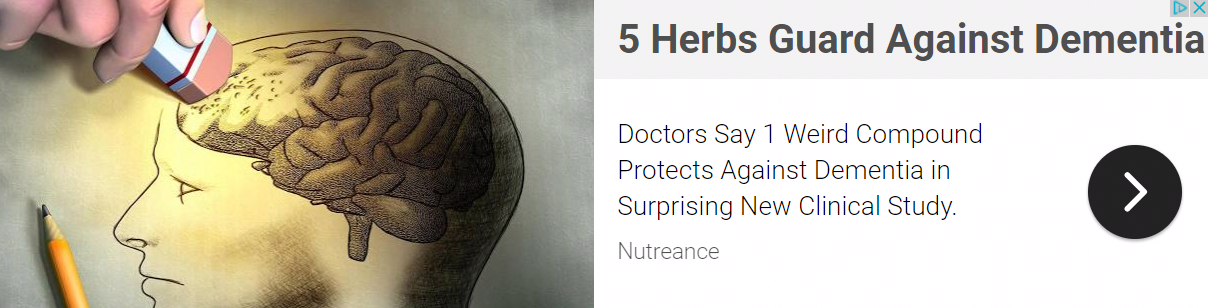 5 Herbs Guard Against Dementia
Doctors Say 1 Weird Compound
Protects Against Dementia in
Surprising New Clinical Study.
Nutreance